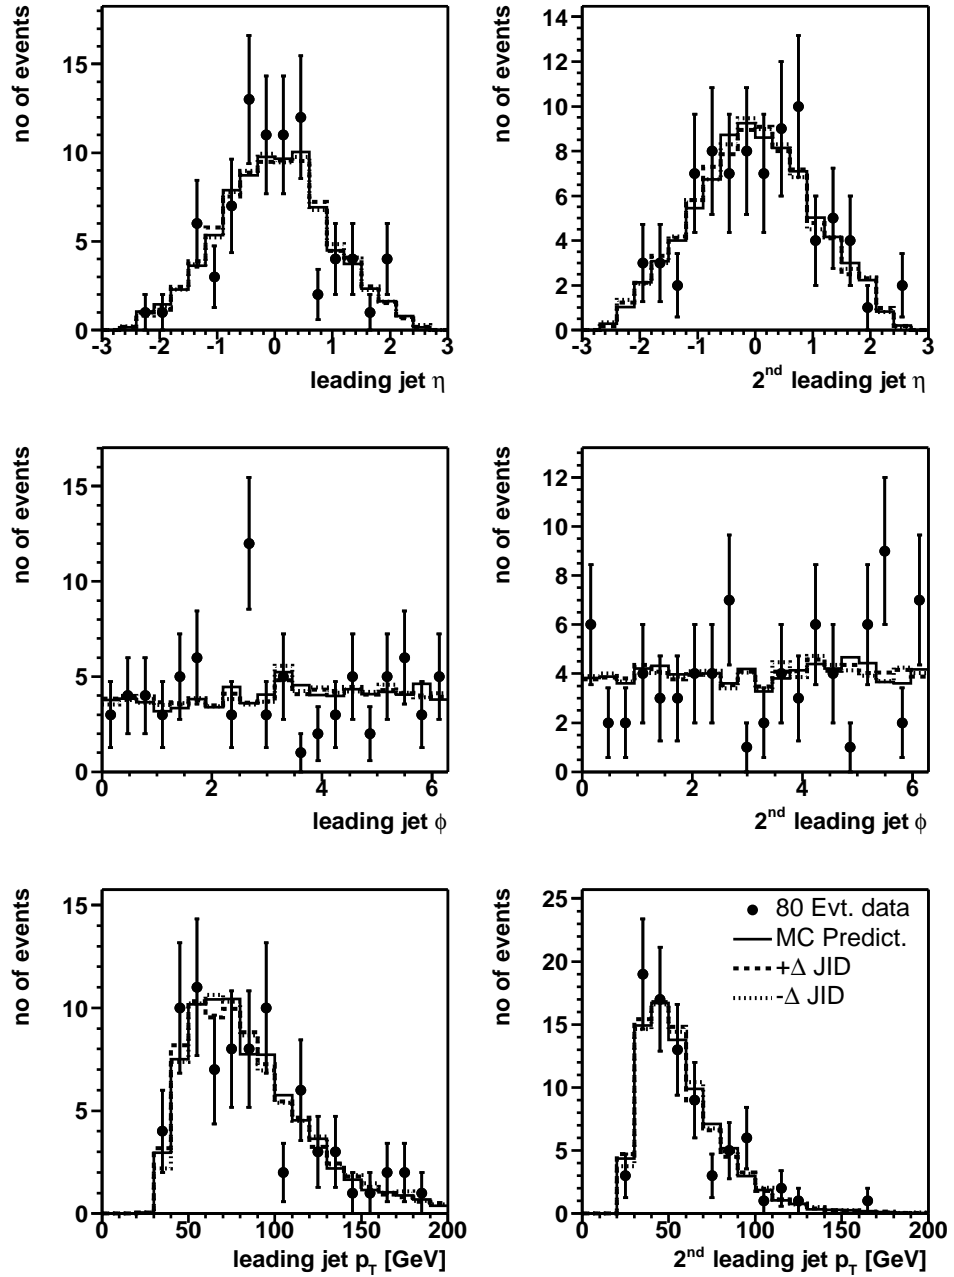 no of events
15
10
5
0
-3 -2 -1 0 1 2 3
leading jet η
no of events
14
12
10
8
6
4
2
0
-3 -2 -1 0 1 2 3
2nd leading jet η
no of events
15
10
5
0
0 2 4 6
leading jet ϕ
no of events
12
10
8
6
4
2
0
0 2 4 6
2nd leading jet ϕ
no of events
15
10
5
0
0 50 100 150 200
leading jet pT [GeV]
no of events
25
20
15
10
5
0
0 50 100 150 200
2nd leading jet pT [GeV]
80 Evt. data
MC Predict.
+Δ JID
-Δ JID